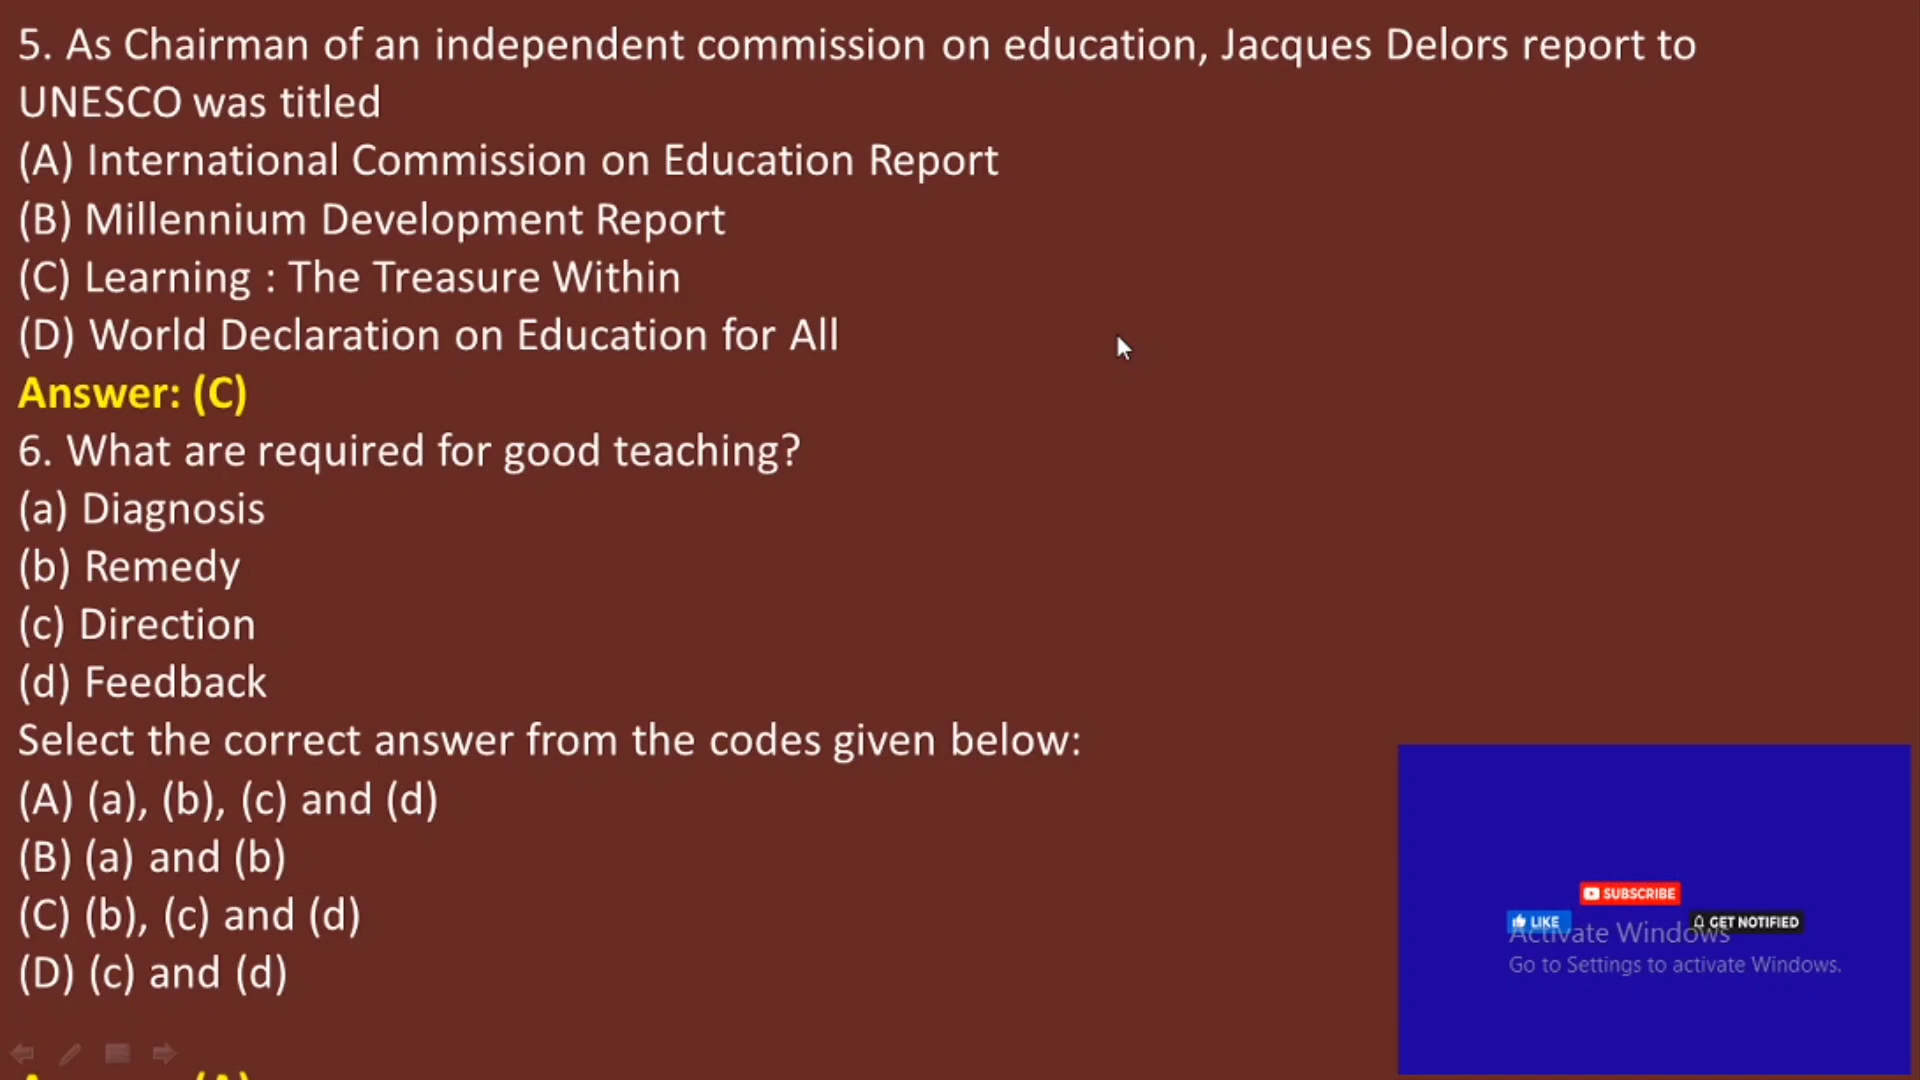 5. As Chairman of an independent commission on education, Jacques Delors report to
UNESCO was titled
(A) International Commission on Education Report
(B) Millennium Development Report
(C) Learning : The Treasure Within
(D) World Declaration on Education for All
Answer: (C)
6. What are required for good teaching?
(a) Diagnosis
(b) Remedy
(c) Direction
(d) Feedback
Select the correct answer from the codes given below:
(A) (a), (b), (c) and (d)
(B) (a) and (b)
(C) (b), (c) and (d)
(D) (c) and (d)
SUBSCRIBE
LIKE
GET NOTIFIED
Activate Windows
Go to Settings to activate Windows.